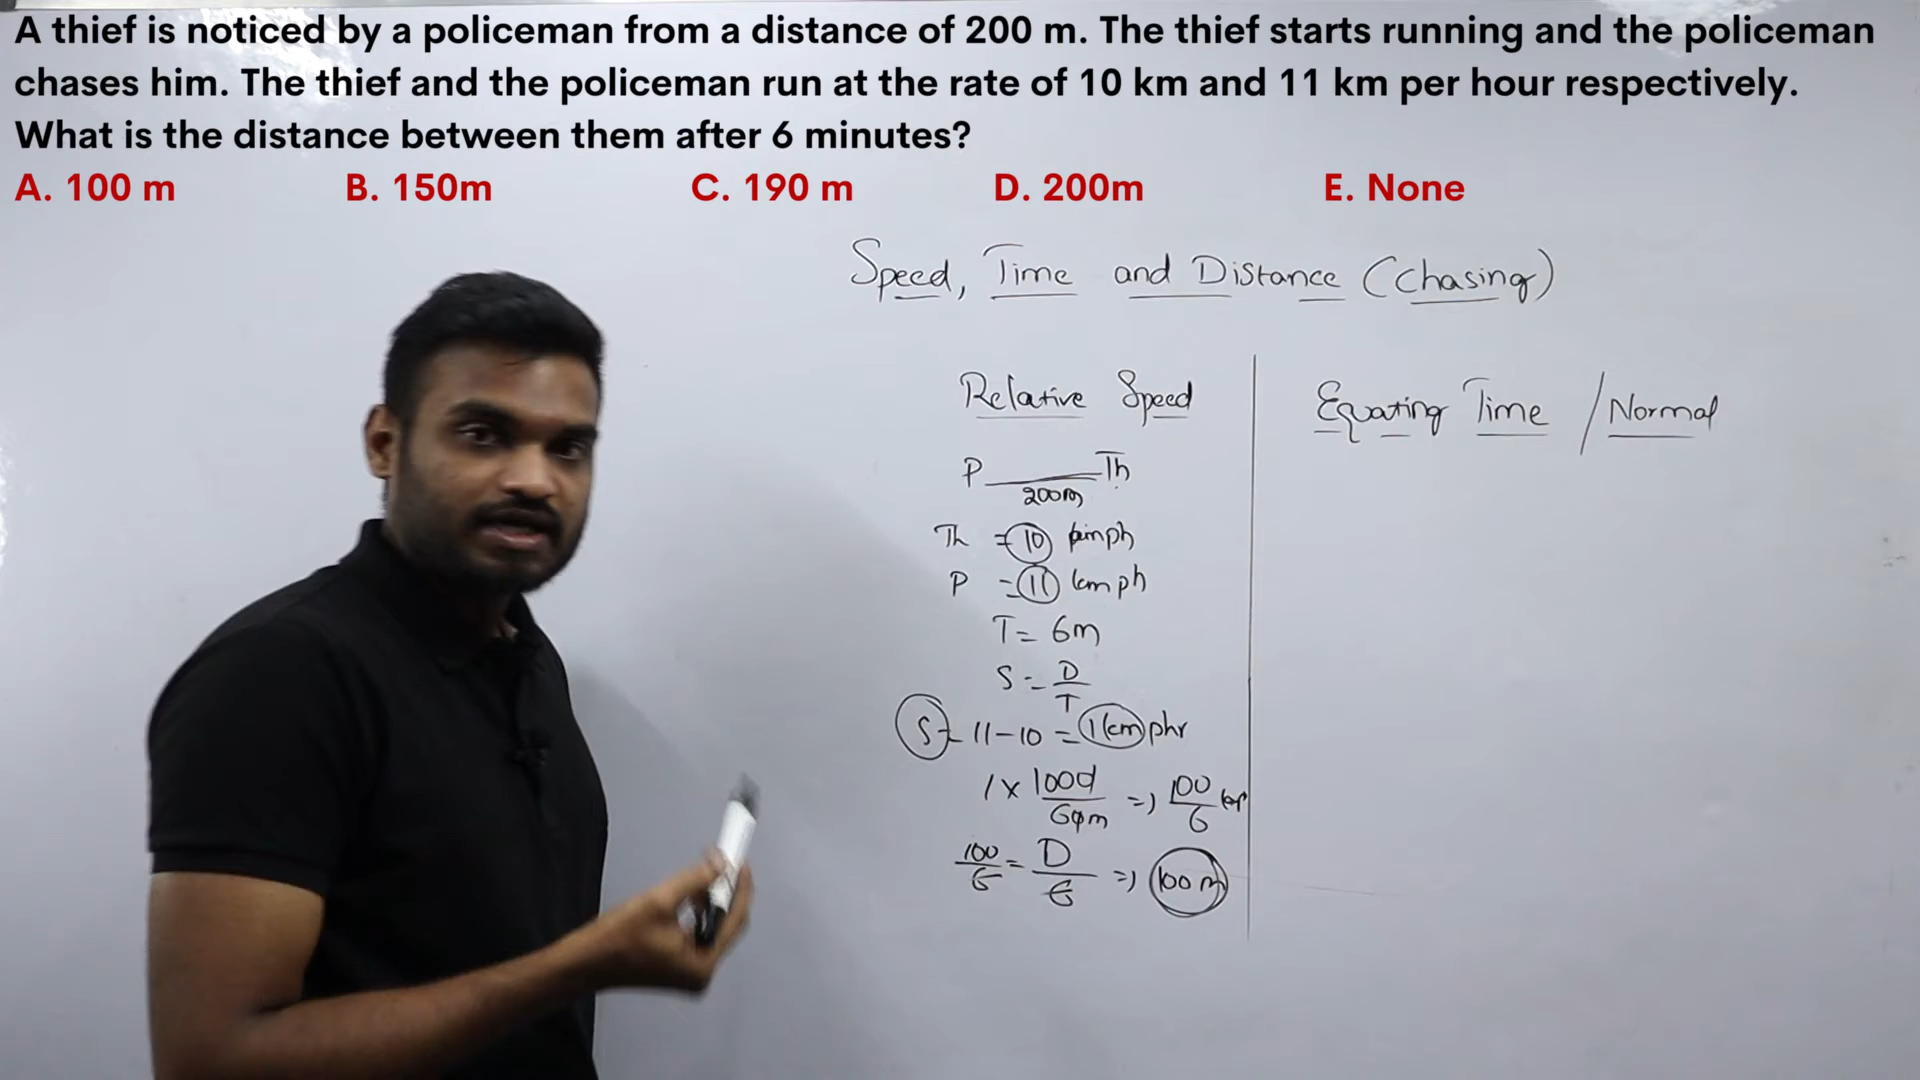 A thief is noticed by a policeman from a distance of 200 m. The thief starts running and the policeman
chases him. The thief and the policeman run at the rate of 10 km and 11 km per hour respectively.
What is the distance between them after 6 minutes?
A. 100 m B. 150m C. 190 m D. 200m E. None
Speed, Time and Distance (Chasing)
Relative Speed
P Th
200m
Th = 10 kmph
P = 11 kmph
T = 6m
S = D/T
S = 11-10 = 1km phr
1 × 1000/60m => 100/6
100/6 = D/6 => 100 m
Equating Time / Normal